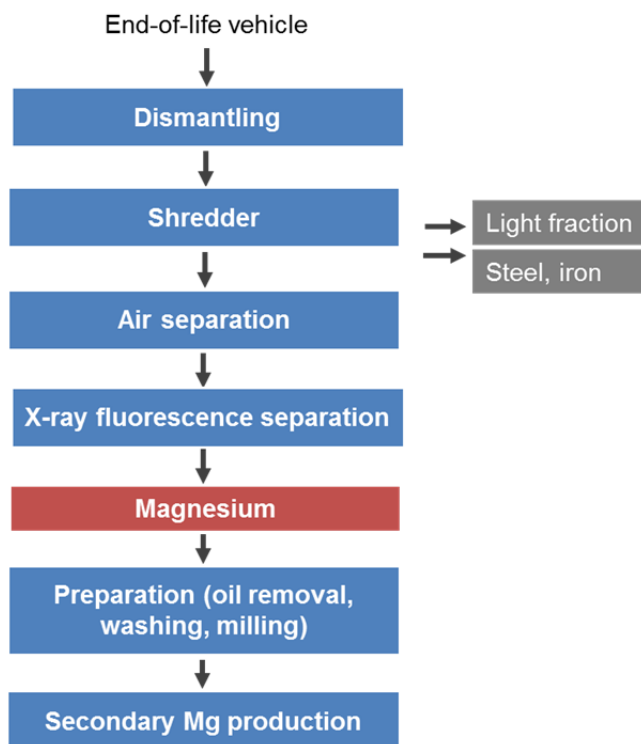 End-of-life vehicle
Dismantling
Shredder
Light fraction
Steel, iron
Air separation
X-ray fluorescence separation
Magnesium
Preparation (oil removal,
washing, milling)
Secondary Mg production